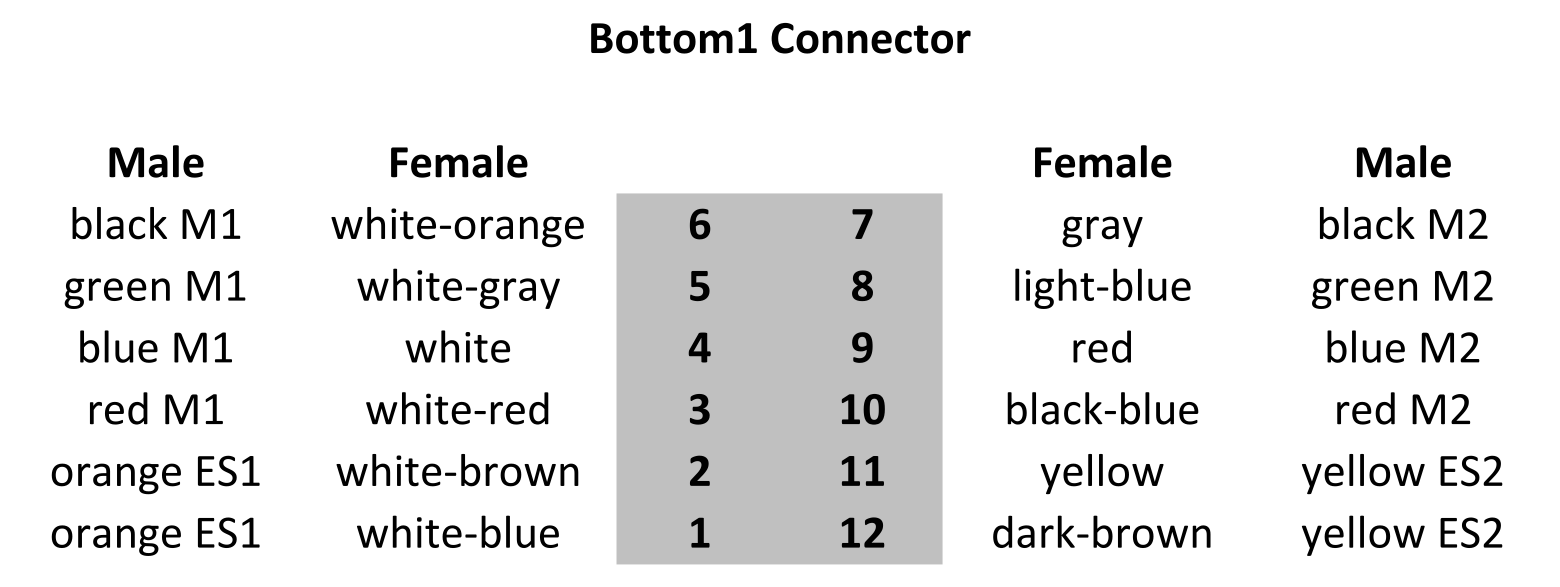 Bottom1 Connector
Male Female Female Male
black M1 white-orange 6 7 gray black M2
green M1 white-gray 5 8 light-blue green M2
blue M1 white 4 9 red blue M2
red M1 white-red 3 10 black-blue red M2
orange ES1 white-brown 2 11 yellow yellow ES2
orange ES1 white-blue 1 12 dark-brown yellow ES2